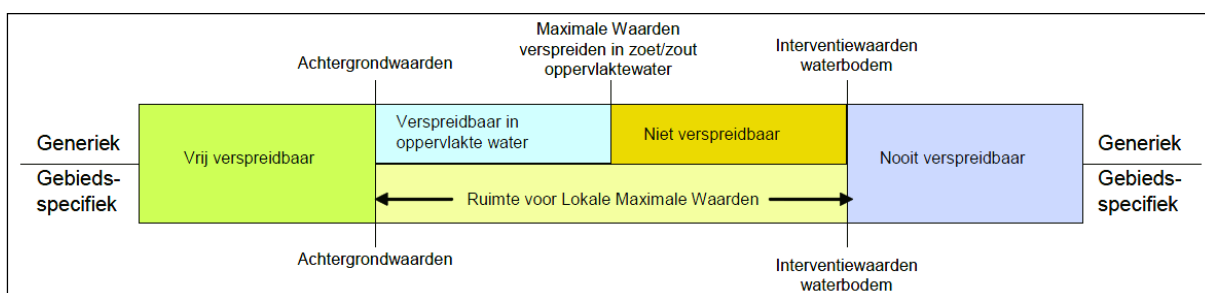 Maximale Waarden
verspreiden in zoet/zout
oppervlaktewater
Achtergrondwaarden
Interventiewaarden
waterbodem
Generiek
Gebieds-
specifiek
Vrij verspreidbaar
Verspreidbaar in
oppervlakte water
Niet verspreidbaar
Nooit verspreidbaar
Ruimte voor Lokale Maximale Waarden
Generiek
Gebieds-
specifiek
Achtergrondwaarden
Interventiewaarden
waterbodem